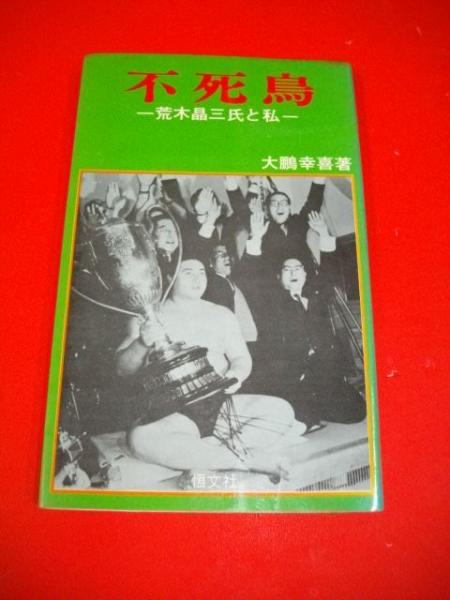 不死鳥
―荒木晶三氏と私―
大鵬幸喜著
恒文社